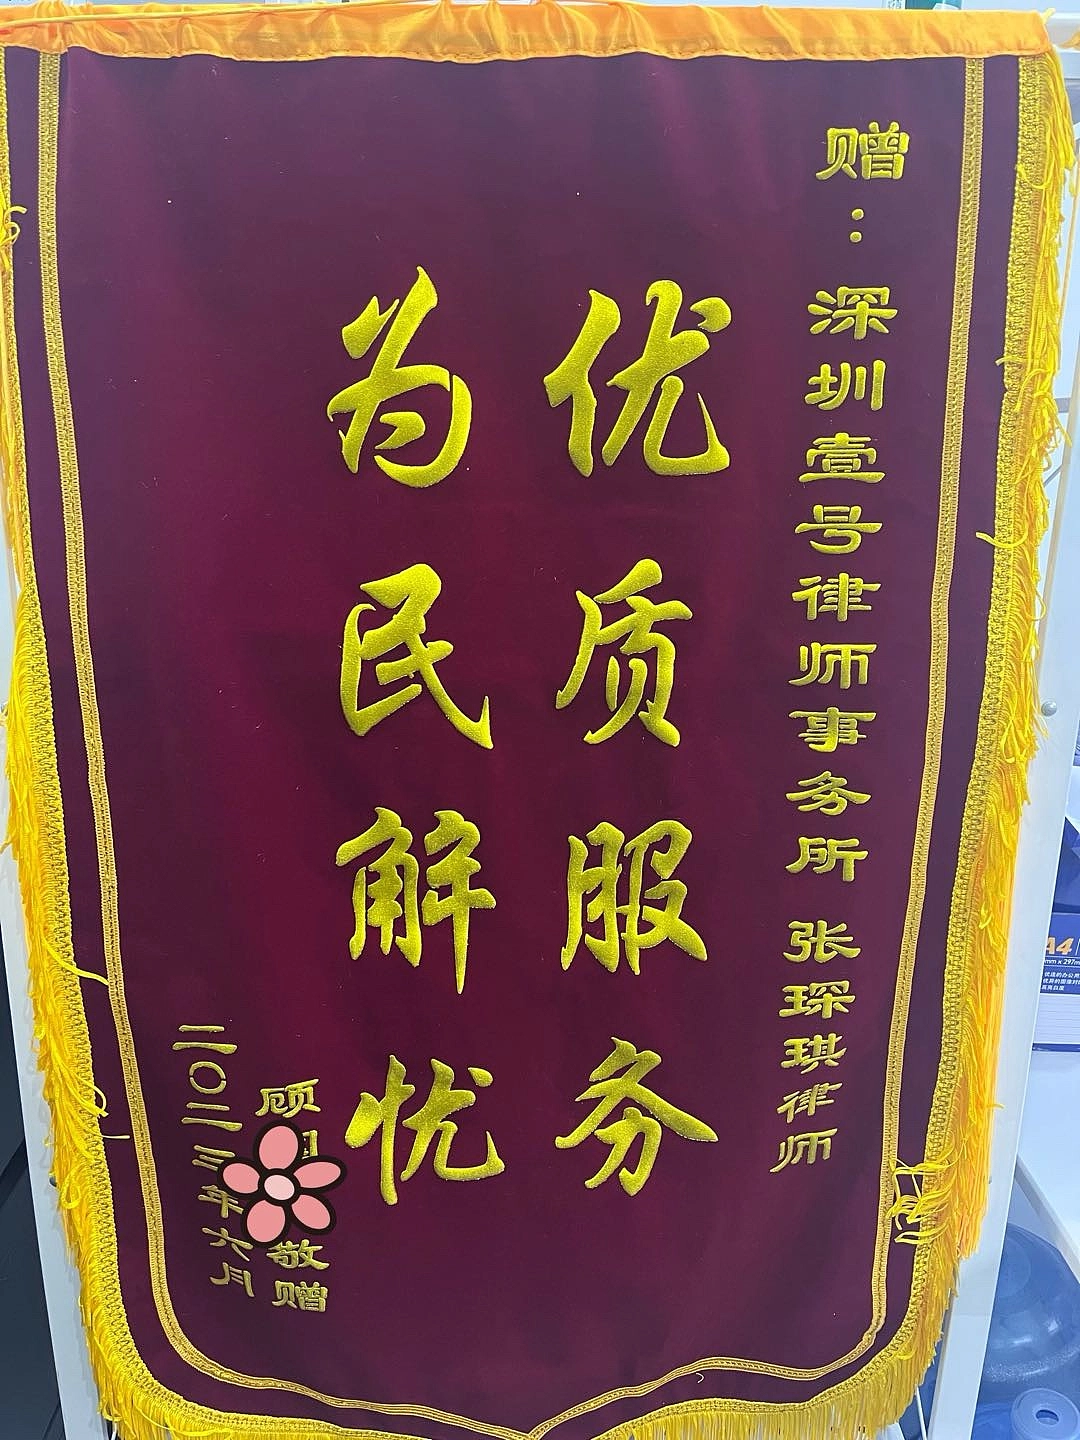 赠：深圳壹号律师事务所 张琛琪律师
优质服务
为民解忧
顾 敬赠
二〇二三年六月
A4